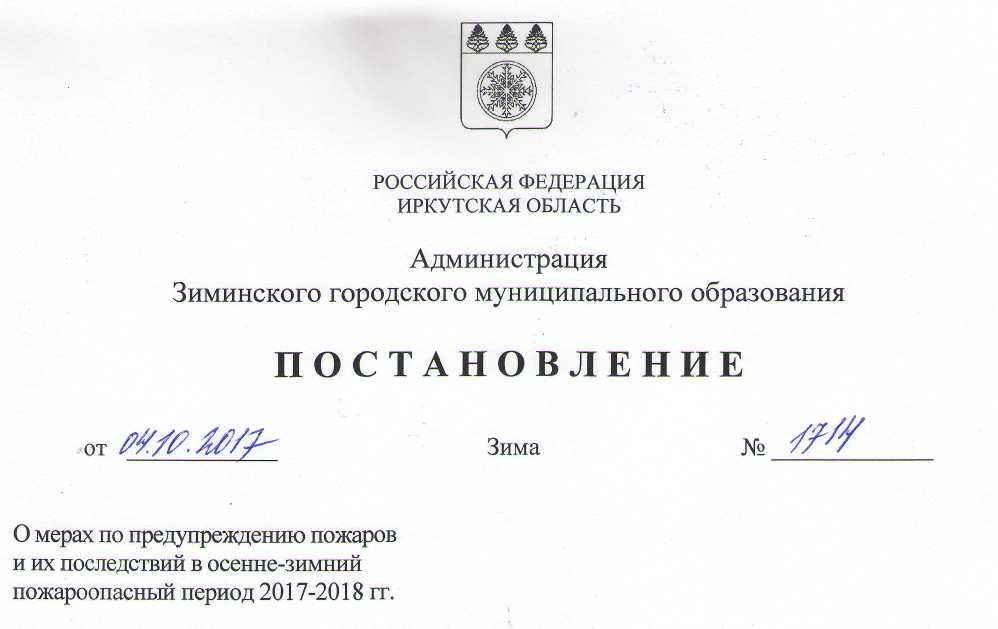 РОССИЙСКАЯ ФЕДЕРАЦИЯ
ИРКУТСКАЯ ОБЛАСТЬ
Администрация
Зиминского городского муниципального образования
ПОСТАНОВЛЕНИЕ
от 04.10.2017 Зима № 1714
О мерах по предупреждению пожаров
и их последствий в осенне-зимний
пожароопасный период 2017-2018 гг.